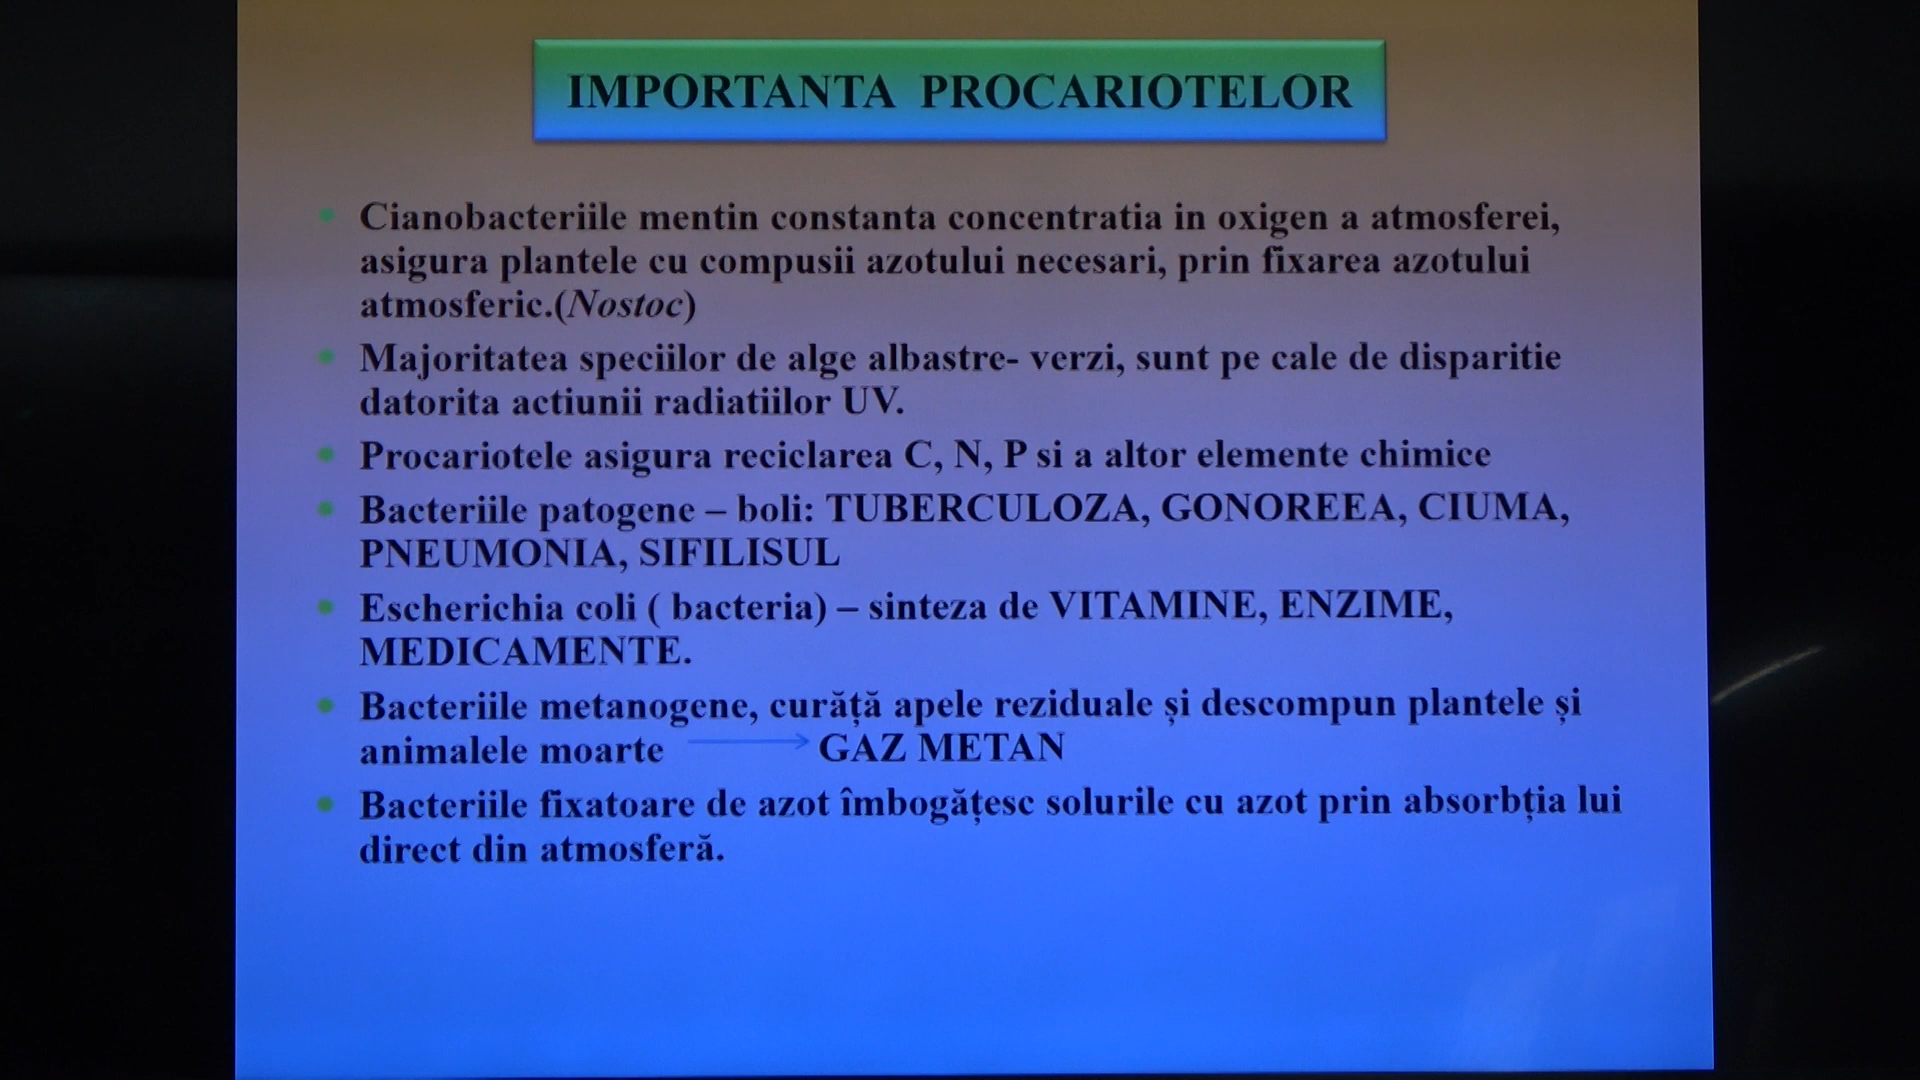 IMPORTANTA PROCARIOTELOR
• Cianobacteriile mentin constanta concentratia in oxigen a atmosferei,
asigura plantele cu compusii azotului necesari, prin fixarea azotului
atmosferic.(Nostoc)
• Majoritatea speciilor de alge albastre- verzi, sunt pe cale de disparitie
datorita actiunii radiatiilor UV.
• Procariotele asigura reciclarea C, N, P si a altor elemente chimice
• Bacteriile patogene – boli: TUBERCULOZA, GONOREEA, CIUMA,
PNEUMONIA, SIFILISUL
• Escherichia coli ( bacteria) – sinteza de VITAMINE, ENZIME,
MEDICAMENTE.
• Bacteriile metanogene, curăță apele reziduale și descompun plantele și
animalele moarte → GAZ METAN
• Bacteriile fixatoare de azot îmbogățesc solurile cu azot prin absorbția lui
direct din atmosferă.